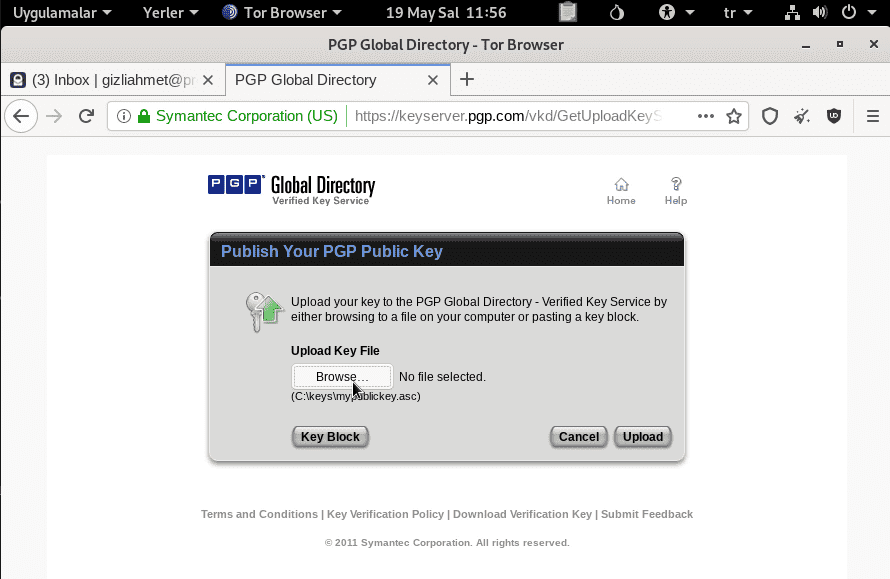 Uygulamalar Yerler Tor Browser 19 May Sal 11:56 tr
PGP Global Directory - Tor Browser
(3) Inbox | gizliahmet@pr PGP Global Directory
Symantec Corporation (US) https://keyserver.pgp.com/vkd/GetUploadKeyS
PGP Global Directory
Verified Key Service
Home Help
Publish Your PGP Public Key
Upload your key to the PGP Global Directory - Verified Key Service by
either browsing to a file on your computer or pasting a key block.
Upload Key File
Browse… No file selected.
(C:\keys\mypublickey.asc)
Key Block Cancel Upload
Terms and Conditions | Key Verification Policy | Download Verification Key | Submit Feedback
© 2011 Symantec Corporation. All rights reserved.